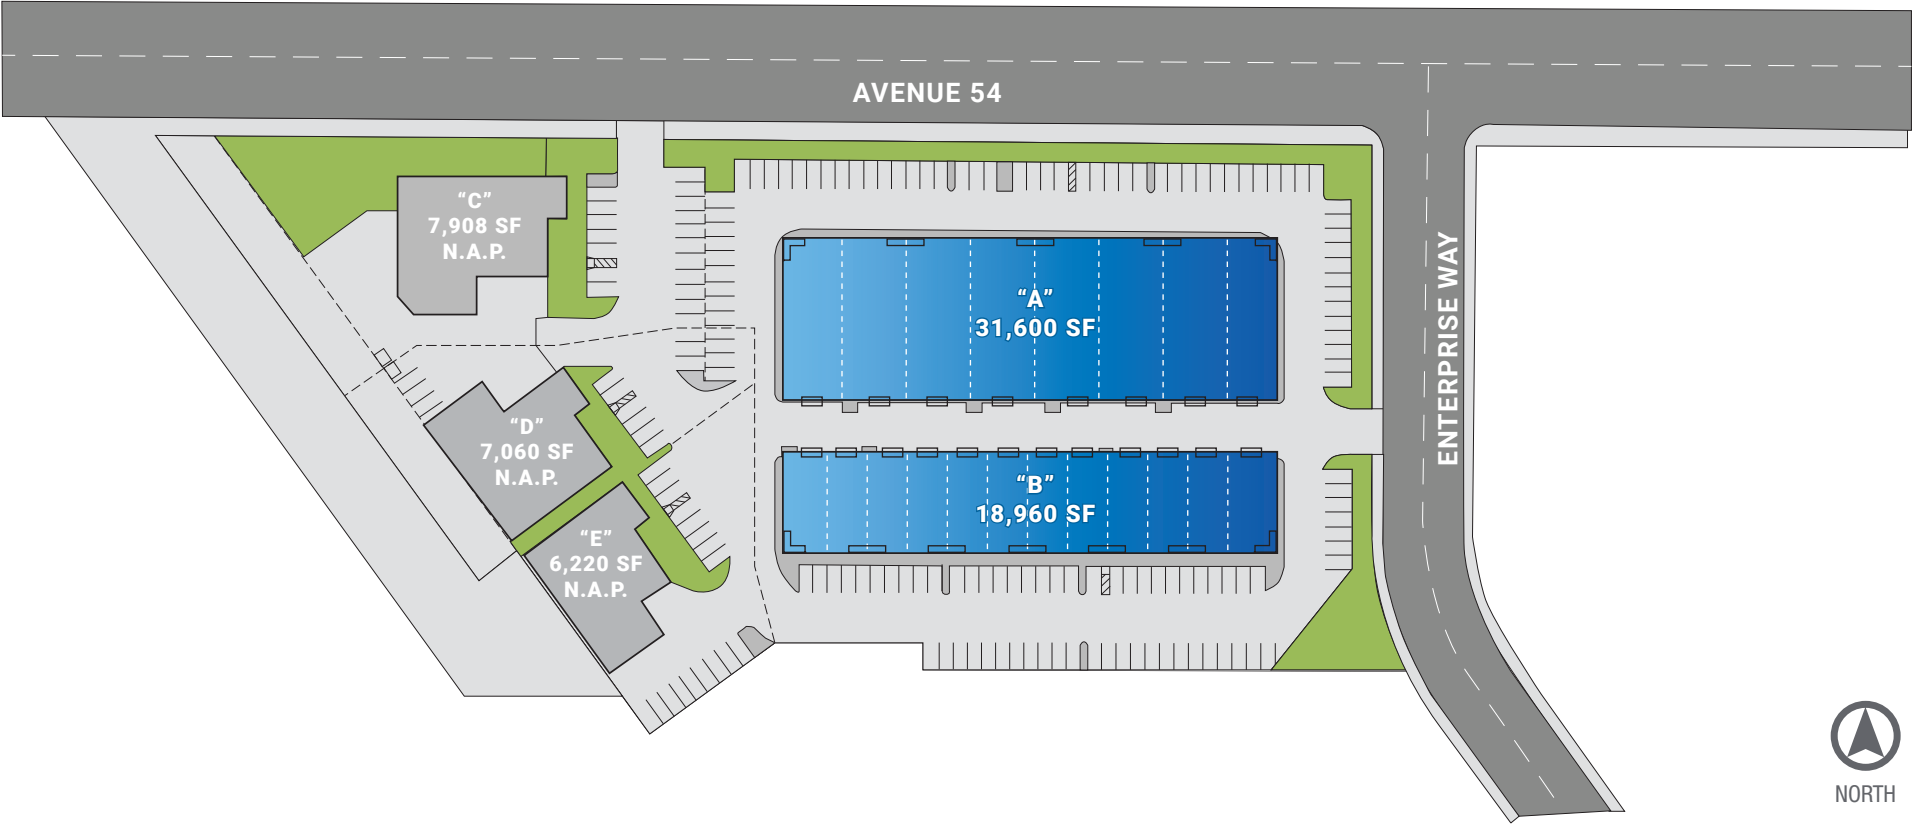 AVENUE 54
“C”
7,908 SF
N.A.P.
“A”
31,600 SF
ENTERPRISE WAY
“D”
7,060 SF
N.A.P.
“B”
18,960 SF
“E”
6,220 SF
N.A.P.
NORTH